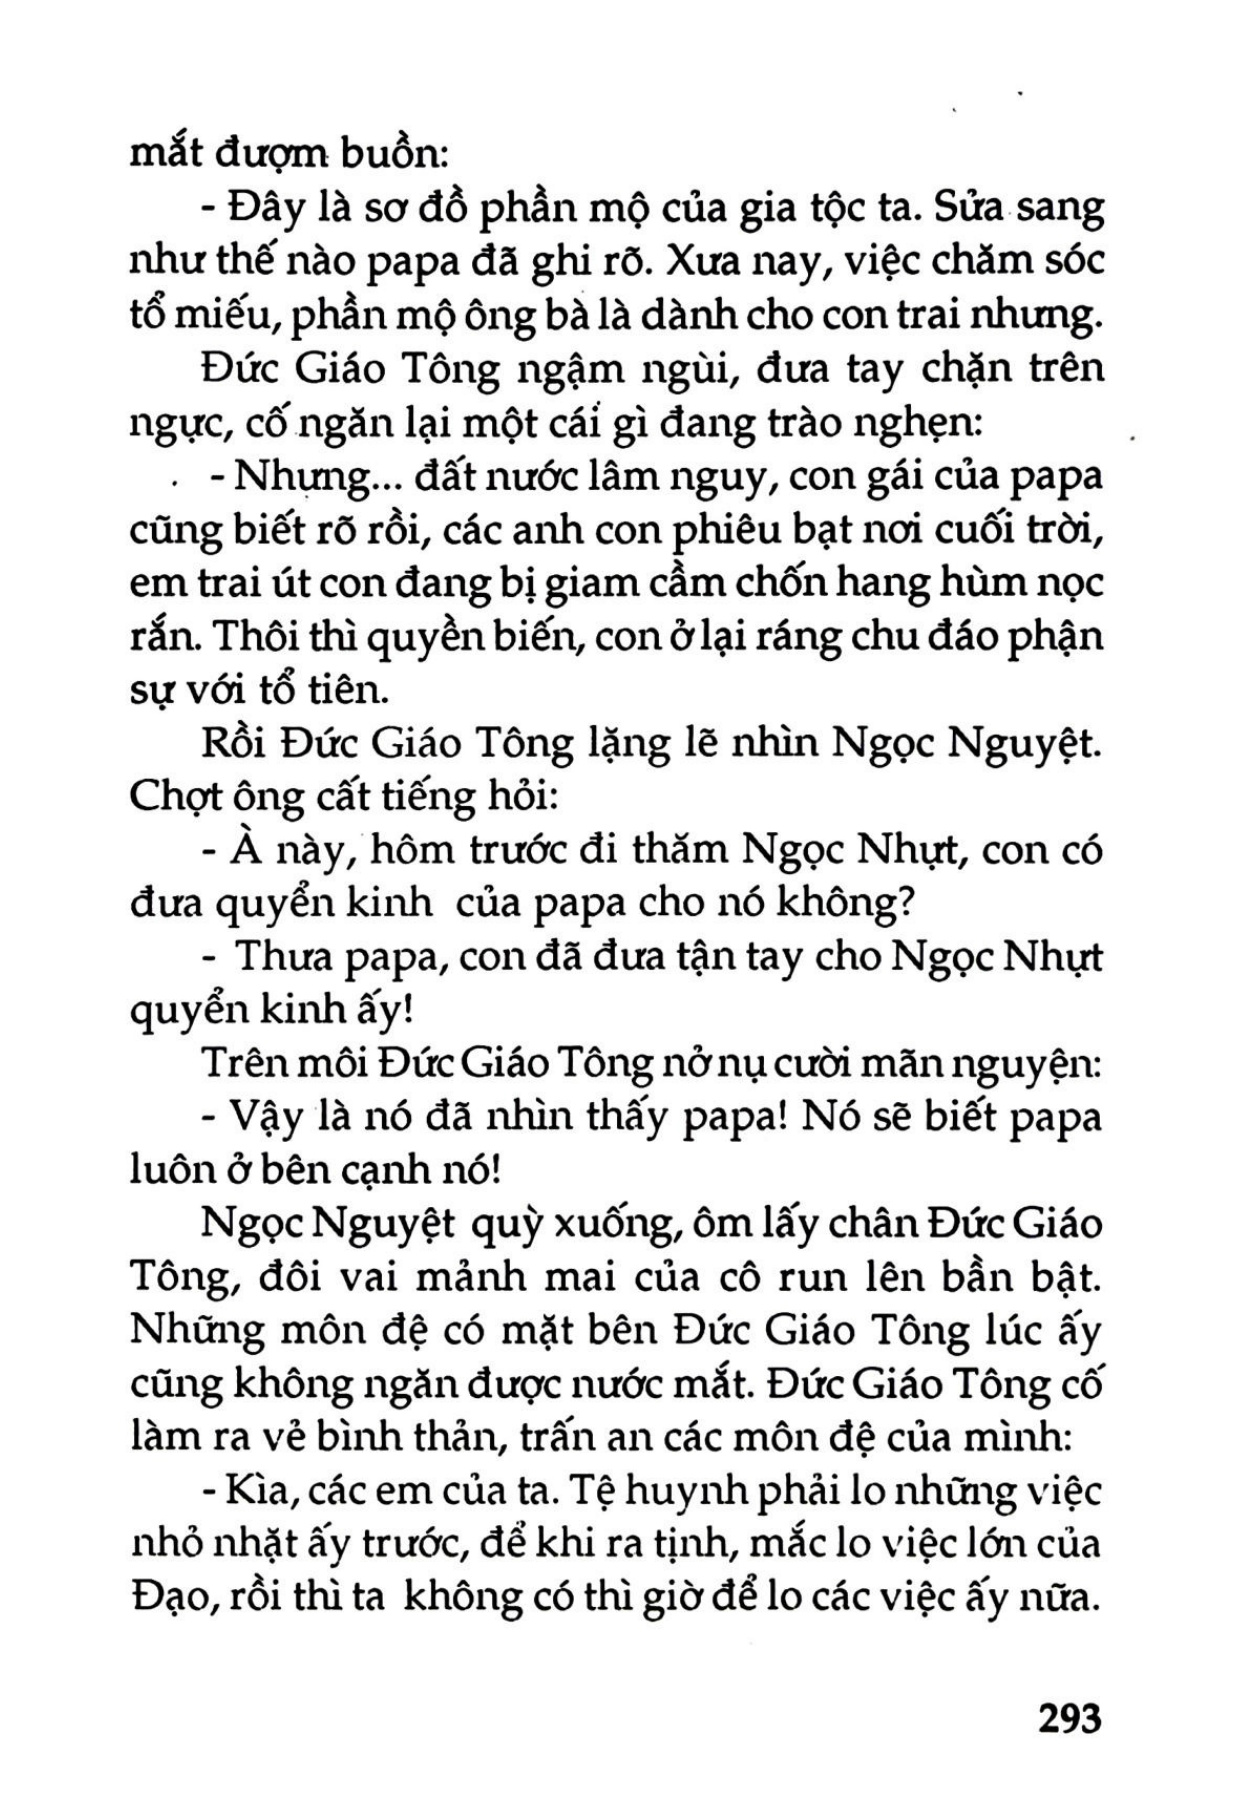 mắt đượm buồn:
- Đây là sơ đồ phần mộ của gia tộc ta. Sửa sang
như thế nào papa đã ghi rõ. Xưa nay, việc chăm sóc
tổ miếu, phần mộ ông bà là dành cho con trai nhưng.
Đức Giáo Tông ngậm ngùi, đưa tay chặn trên
ngực, cố ngăn lại một cái gì đang trào nghẹn:
- Nhưng... đất nước lâm nguy, con gái của papa
cũng biết rõ rồi, các anh con phiêu bạt nơi cuối trời,
em trai út con đang bị giam cầm chốn hang hùm nọc
rắn. Thôi thì quyền biến, con ở lại ráng chu đáo phận
sự với tổ tiên.
Rồi Đức Giáo Tông lặng lẽ nhìn Ngọc Nguyệt.
Chợt ông cất tiếng hỏi:
- À này, hôm trước đi thăm Ngọc Nhựt, con có
đưa quyển kinh của papa cho nó không?
- Thưa papa, con đã đưa tận tay cho Ngọc Nhựt
quyển kinh ấy!
Trên môi Đức Giáo Tông nở nụ cười mãn nguyện:
- Vậy là nó đã nhìn thấy papa! Nó sẽ biết papa
luôn ở bên cạnh nó!
Ngọc Nguyệt quỳ xuống, ôm lấy chân Đức Giáo
Tông, đôi vai mảnh mai của cô run lên bần bật.
Những môn đệ có mặt bên Đức Giáo Tông lúc ấy
cũng không ngăn được nước mắt. Đức Giáo Tông cố
làm ra vẻ bình thản, trấn an các môn đệ của mình:
- Kìa, các em của ta. Tệ huynh phải lo những việc
nhỏ nhặt ấy trước, để khi ra tịnh, mắc lo việc lớn của
Đạo, rồi thì ta không có thì giờ để lo các việc ấy nữa.
293